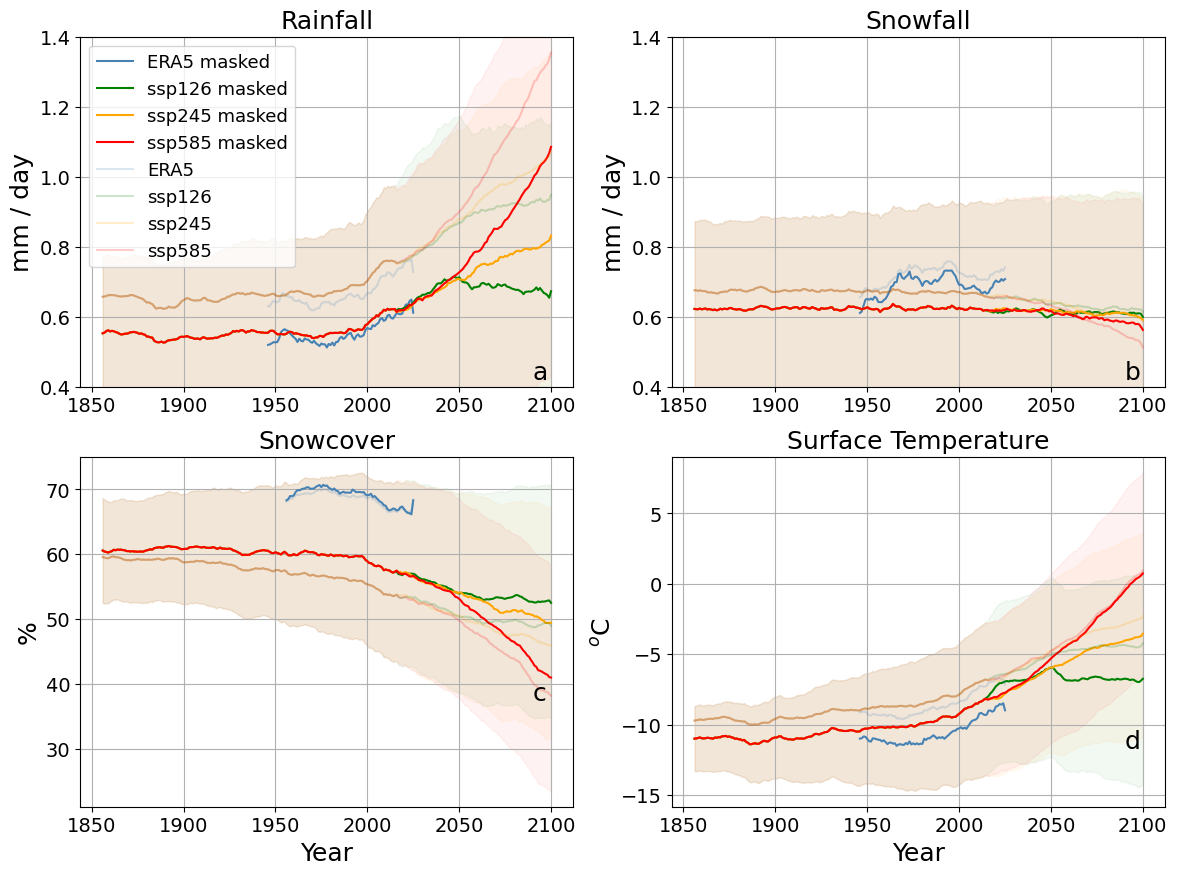 Rainfall
1.4
1.2
1.0
0.8
0.6
0.4
mm / day
ERA5 masked
ssp126 masked
ssp245 masked
ssp585 masked
ERA5
ssp126
ssp245
ssp585
a
1850 1900 1950 2000 2050 2100
Snowfall
1.4
1.2
1.0
0.8
0.6
0.4
mm / day
b
1850 1900 1950 2000 2050 2100
Snowcover
70
60
50
40
30
%
c
1850 1900 1950 2000 2050 2100
Year
Surface Temperature
5
0
−5
−10
−15
°C
d
1850 1900 1950 2000 2050 2100
Year